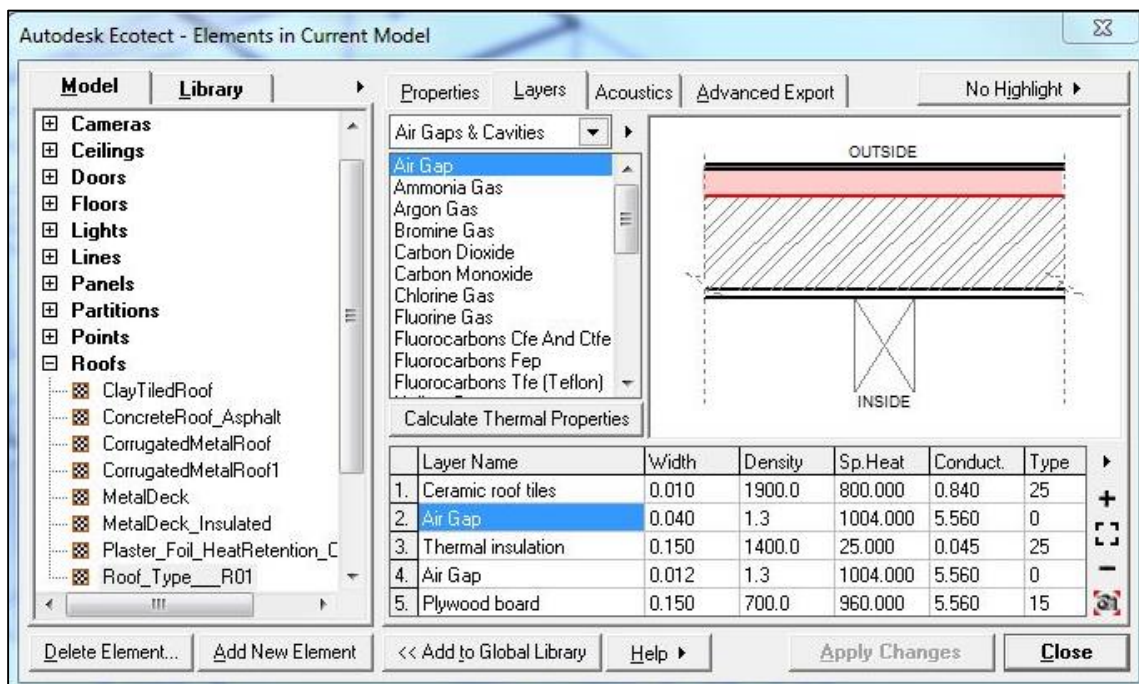 Autodesk Ecotect - Elements in Current Model
Model Library
Cameras
Ceilings
Doors
Floors
Lights
Lines
Panels
Partitions
Points
Roofs
ClayTiledRoof
ConcreteRoof_Asphalt
CorrugatedMetalRoof
CorrugatedMetalRoof1
MetalDeck
MetalDeck_Insulated
Plaster_Foil_HeatRetention_C
Roof_Type___R01
Delete Element... Add New Element
Properties Layers Acoustics Advanced Export No Highlight
Air Gaps & Cavities
Air Gap
Ammonia Gas
Argon Gas
Bromine Gas
Carbon Dioxide
Carbon Monoxide
Chlorine Gas
Fluorine Gas
Fluorocarbons Cfe And Ctfe
Fluorocarbons Fep
Fluorocarbons Tfe (Teflon)
Calculate Thermal Properties
OUTSIDE
INSIDE
Layer Name Width Density Sp.Heat Conduct. Type
1. Ceramic roof tiles 0.010 1900.0 800.000 0.840 25
2. Air Gap 0.040 1.3 1004.000 5.560 0
3. Thermal insulation 0.150 1400.0 25.000 0.045 25
4. Air Gap 0.012 1.3 1004.000 5.560 0
5. Plywood board 0.150 700.0 960.000 5.560 15
<< Add to Global Library Help Apply Changes Close